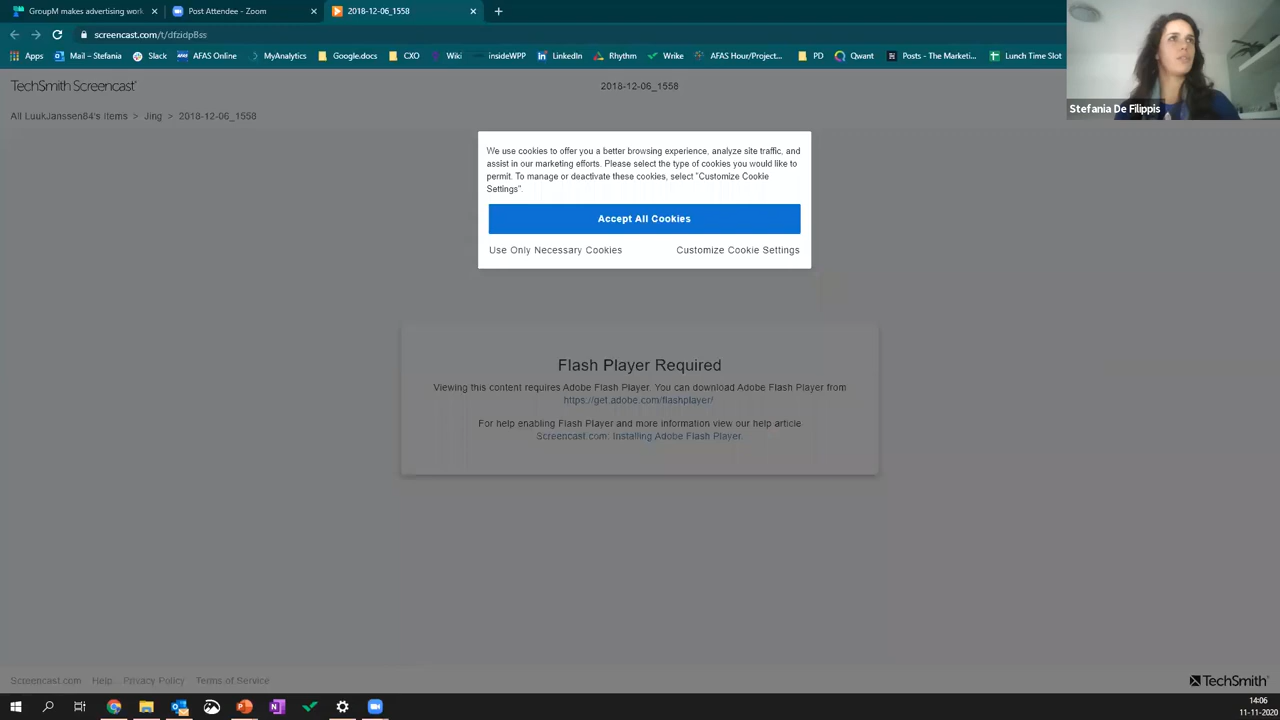 GroupM makes advertising work
Post Attendee - Zoom
2018-12-06_1558
screencast.com/t/dfzidpBss
Apps
Mail – Stefania
Slack
AFAS Online
MyAnalytics
Google.docs
CXO
Wiki
insideWPP
LinkedIn
Rhythm
Wrike
AFAS Hour/Project...
PD
Qwant
Posts - The Marketi...
Lunch Time Slot
Stefania De Filippis
TechSmith Screencast
2018-12-06_1558
All LuukJanssen84's Items > Jing > 2018-12-06_1558
We use cookies to offer you a better browsing experience, analyze site traffic, and
assist in our marketing efforts. Please select the type of cookies you would like to
permit. To manage or deactivate these cookies, select "Customize Cookie
Settings".
Accept All Cookies
Use Only Necessary Cookies
Customize Cookie Settings
Flash Player Required
Viewing this content requires Adobe Flash Player. You can download Adobe Flash Player from
https://get.adobe.com/flashplayer/
For help enabling Flash Player and more information view our help article
Screencast.com: Installing Adobe Flash Player.
Screencast.com
Help
Privacy Policy
Terms of Service
TechSmith
14:06
11-11-2020